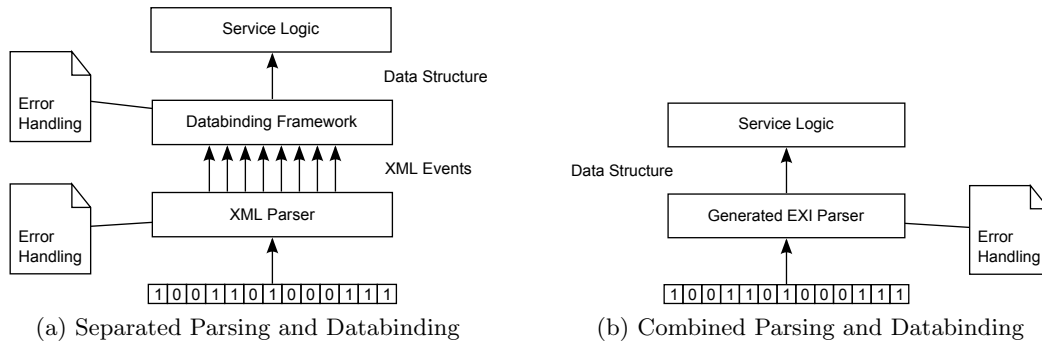 Service Logic
Data Structure
Error
Handling
Databinding Framework
XML Events
XML Parser
Error
Handling
1 0 0 1 1 0 1 0 0 0 1 1 1
(a) Separated Parsing and Databinding
Service Logic
Data Structure
Generated EXI Parser
Error
Handling
1 0 0 1 1 0 1 0 0 0 1 1 1
(b) Combined Parsing and Databinding